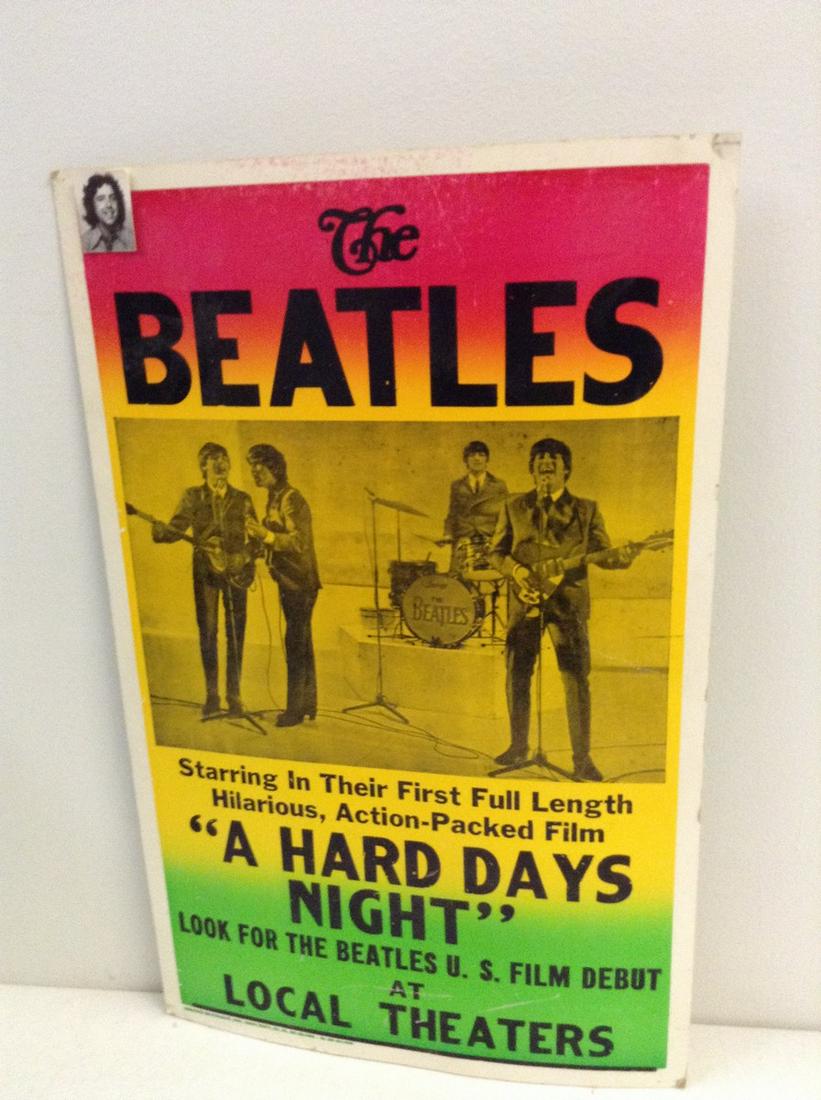 The
BEATLES
THE
BEATLES
Starring In Their First Full Length
Hilarious, Action-Packed Film
“A HARD DAYS
NIGHT”
LOOK FOR THE BEATLES U. S. FILM DEBUT
AT
LOCAL THEATERS